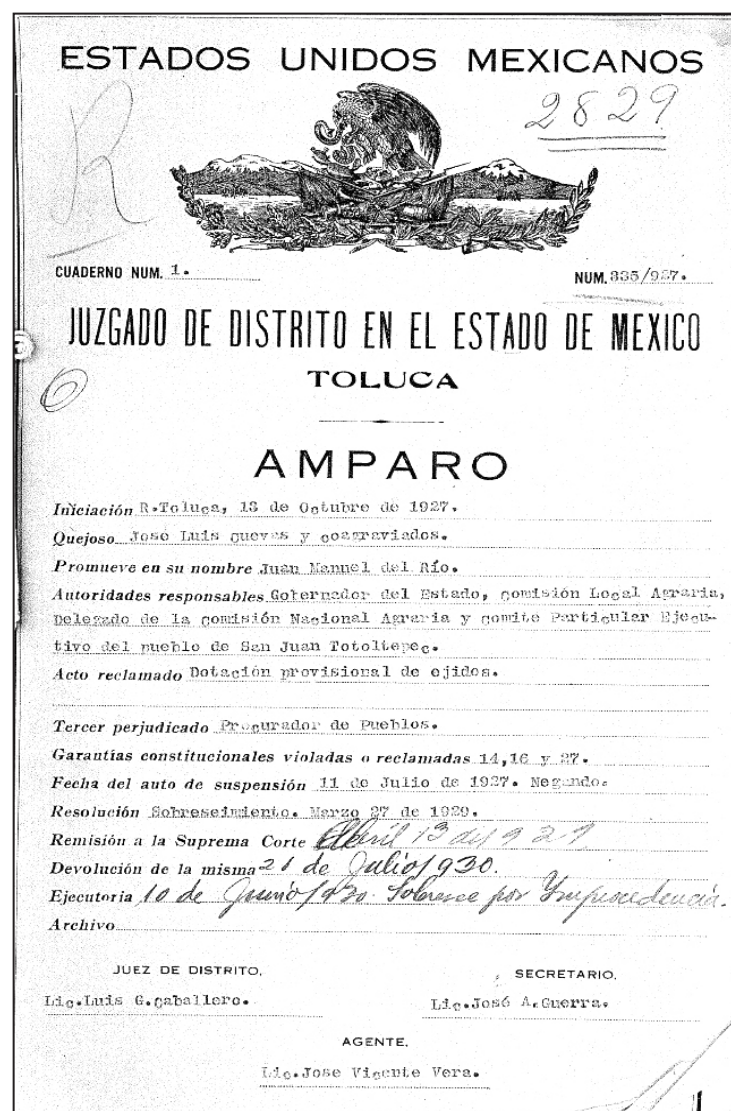 ESTADOS UNIDOS MEXICANOS
R
2829
CUADERNO NUM. 1.
NUM. 335/927.
JUZGADO DE DISTRITO EN EL ESTADO DE MEXICO
6
TOLUCA
AMPARO
Iniciación R.Toluca, 13 de Octubre de 1927.
Quejoso José Luis cuevas y coagraviados.
Promueve en su nombre Juan Manuel del Río.
Autoridades responsables Gobernador del Estado, comisión Local Agraria,
Delegado de la comisión Nacional Agraria y comite Particular Ejecu-
tivo del pueblo de San Juan Totoltepec.
Acto reclamado Dotación provisional de ejidos.
Tercer perjudicado Procurador de Pueblos.
Garantías constitucionales violadas o reclamadas 14,16 y 27.
Fecha del auto de suspensión 11 de Julio de 1927. Negando.
Resolución Sobreseimiento. Marzo 27 de 1929.
Remisión a la Suprema Corte Abril 13 de 1929
Devolución de la misma 21 de Julio/930.
Ejecutoria 10 de Junio/930. Sobresee por Improcedencia.
Archivo
JUEZ DE DISTRITO,
SECRETARIO,
Lic.Luis G.caballero.
Lic.José A.Guerra.
AGENTE,
Lic.Jose Vicente Vera.